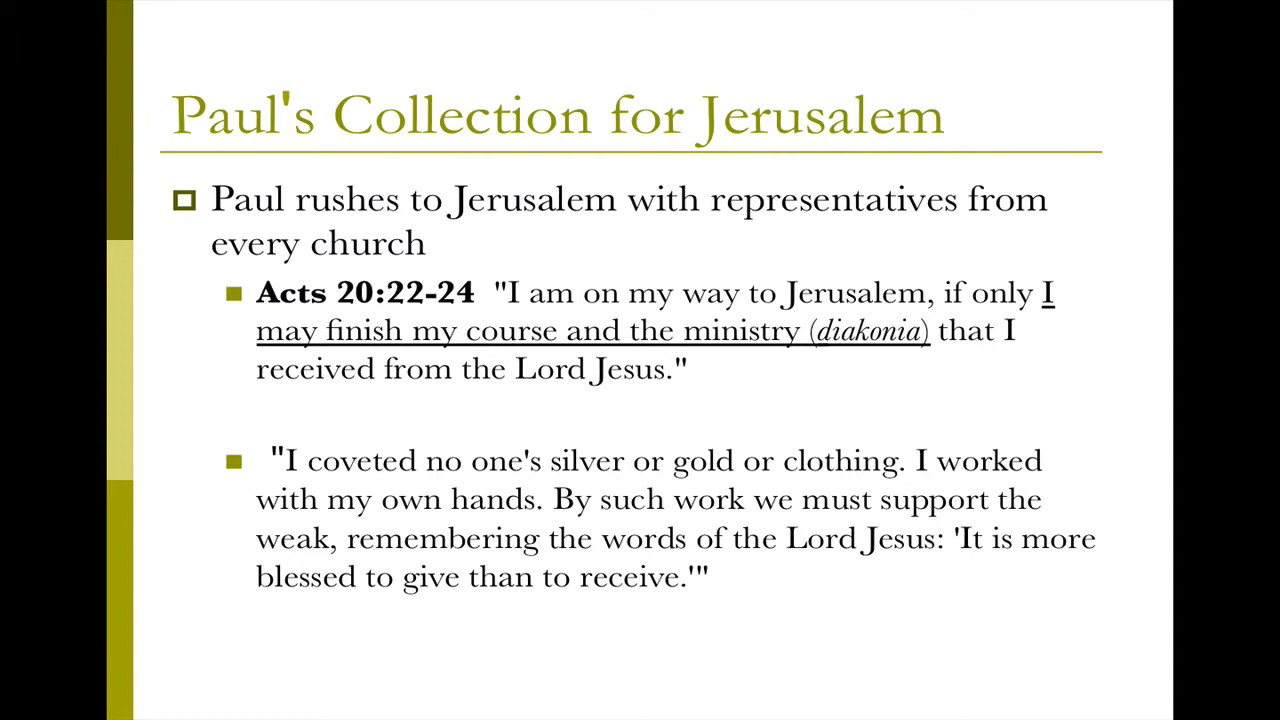 Paul's Collection for Jerusalem
Paul rushes to Jerusalem with representatives from
every church
Acts 20:22-24 "I am on my way to Jerusalem, if only I
may finish my course and the ministry (diakonia) that I
received from the Lord Jesus."
"I coveted no one's silver or gold or clothing. I worked
with my own hands. By such work we must support the
weak, remembering the words of the Lord Jesus: 'It is more
blessed to give than to receive.'"